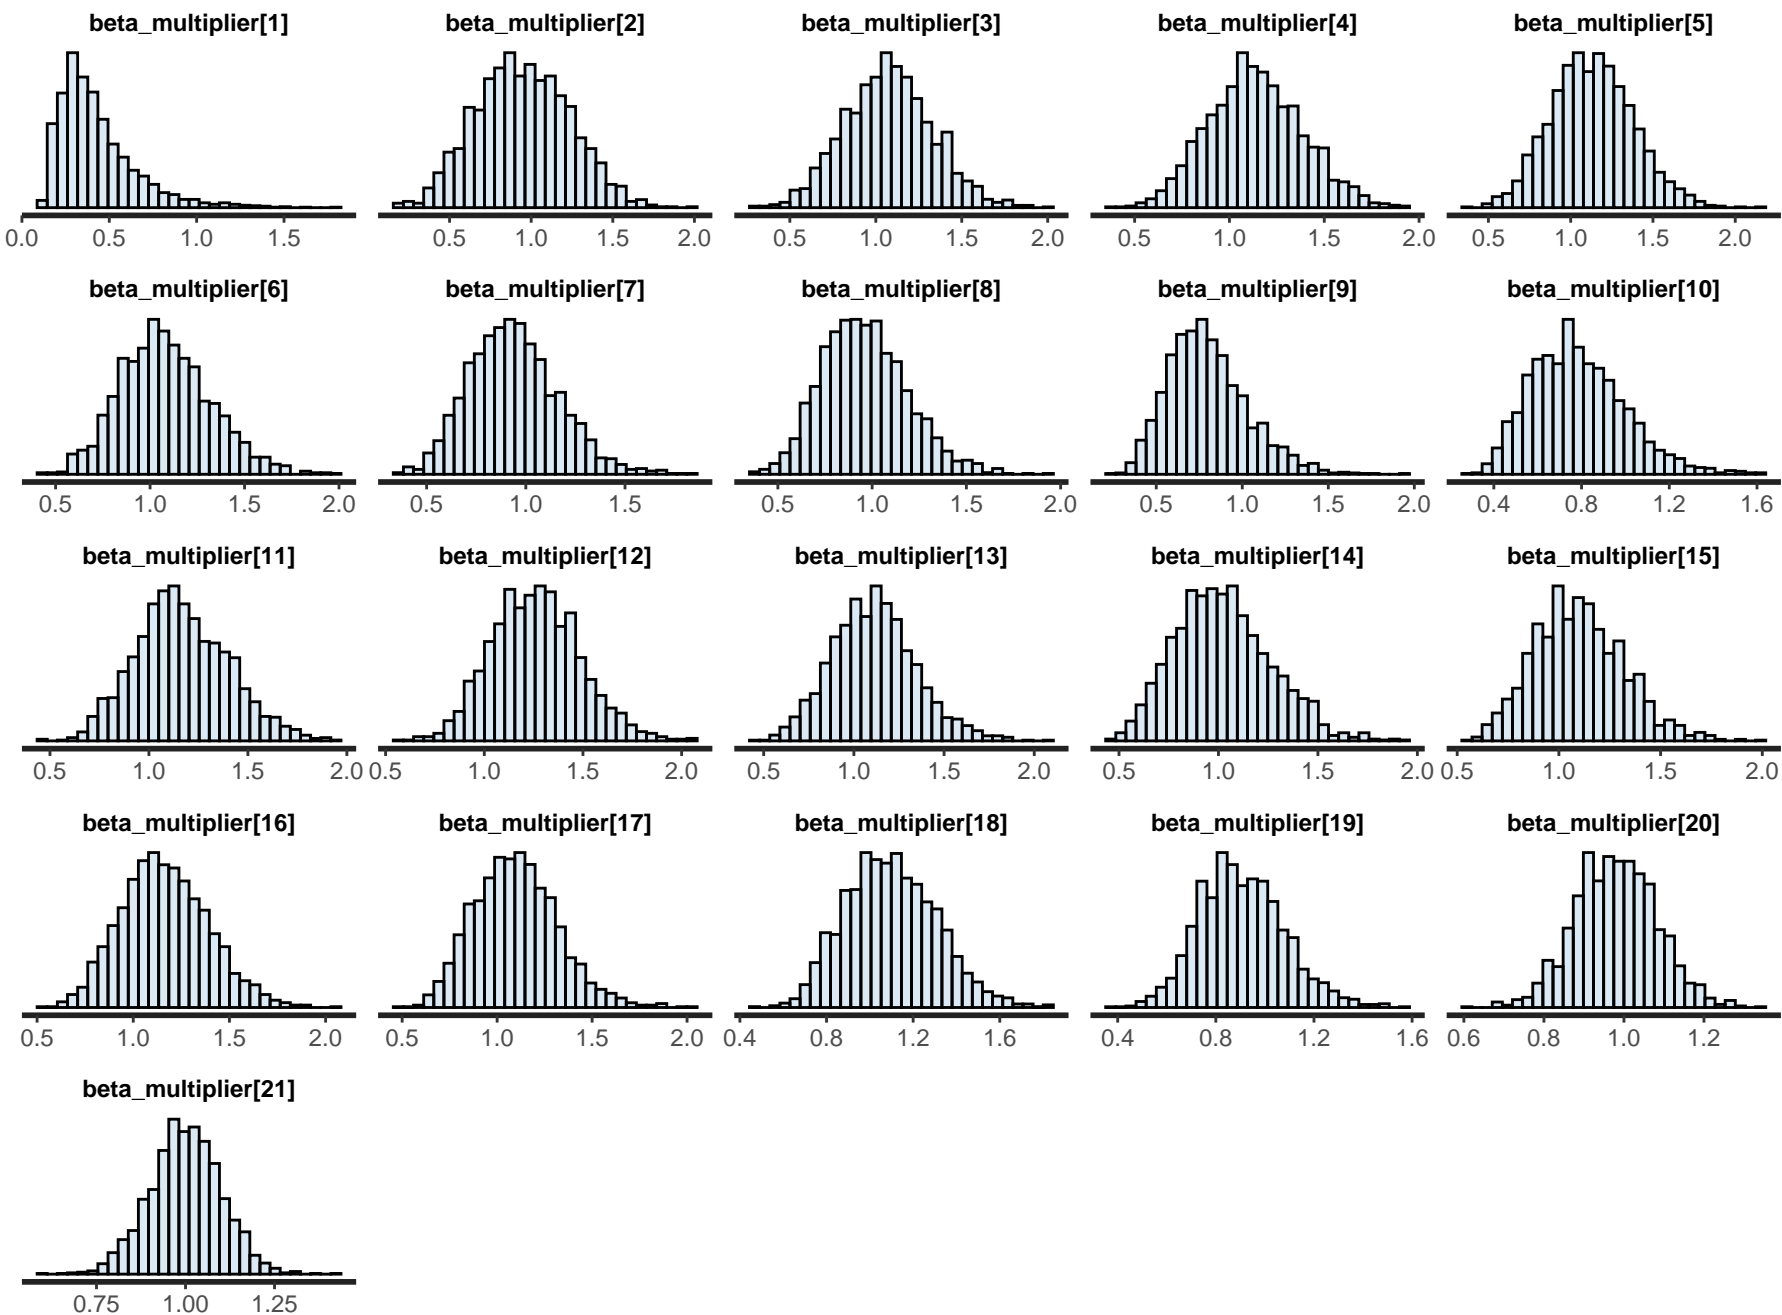 beta_multiplier[1] beta_multiplier[2] beta_multiplier[3] beta_multiplier[4] beta_multiplier[5]
0.0 0.5 1.0 1.5 0.5 1.0 1.5 2.0 0.5 1.0 1.5 2.0 0.5 1.0 1.5 2.0 0.5 1.0 1.5 2.0
beta_multiplier[6] beta_multiplier[7] beta_multiplier[8] beta_multiplier[9] beta_multiplier[10]
0.5 1.0 1.5 2.0 0.5 1.0 1.5 0.5 1.0 1.5 2.0 0.5 1.0 1.5 2.0 0.4 0.8 1.2 1.6
beta_multiplier[11] beta_multiplier[12] beta_multiplier[13] beta_multiplier[14] beta_multiplier[15]
0.5 1.0 1.5 2.0 0.5 1.0 1.5 2.0 0.5 1.0 1.5 2.0 0.5 1.0 1.5 2.0 0.5 1.0 1.5 2.0
beta_multiplier[16] beta_multiplier[17] beta_multiplier[18] beta_multiplier[19] beta_multiplier[20]
0.5 1.0 1.5 2.0 0.5 1.0 1.5 2.0 0.4 0.8 1.2 1.6 0.4 0.8 1.2 1.6 0.6 0.8 1.0 1.2
beta_multiplier[21]
0.75 1.00 1.25